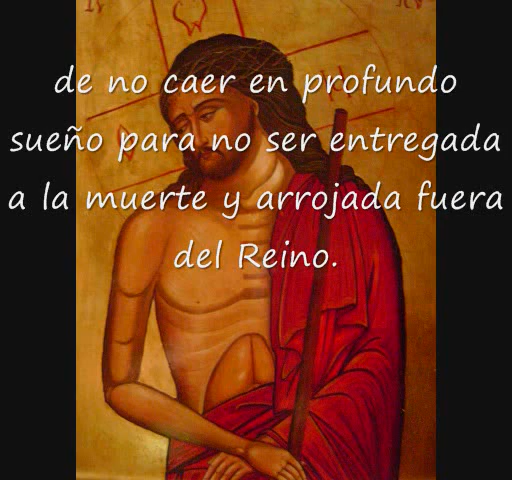 de no caer en profundo
sueño para no ser entregada
a la muerte y arrojada fuera
del Reino.